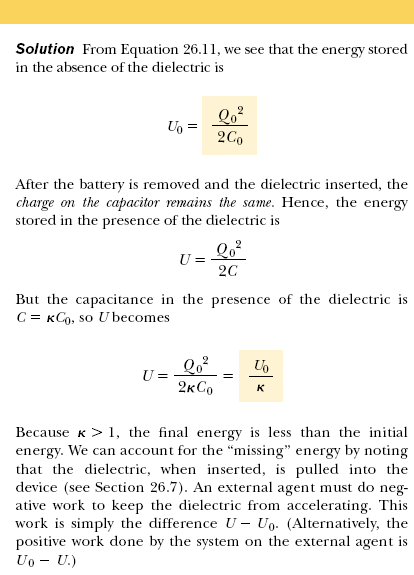 Solution From Equation 26.11, we see that the energy stored
in the absence of the dielectric is
U₀ = Q₀²/2C₀
After the battery is removed and the dielectric inserted, the
charge on the capacitor remains the same. Hence, the energy
stored in the presence of the dielectric is
U = Q₀²/2C
But the capacitance in the presence of the dielectric is
C = κC₀, so U becomes
U = Q₀²/2κC₀ = U₀/κ
Because κ > 1, the final energy is less than the initial
energy. We can account for the “missing” energy by noting
that the dielectric, when inserted, is pulled into the
device (see Section 26.7). An external agent must do neg-
ative work to keep the dielectric from accelerating. This
work is simply the difference U − U₀. (Alternatively, the
positive work done by the system on the external agent is
U₀ − U.)